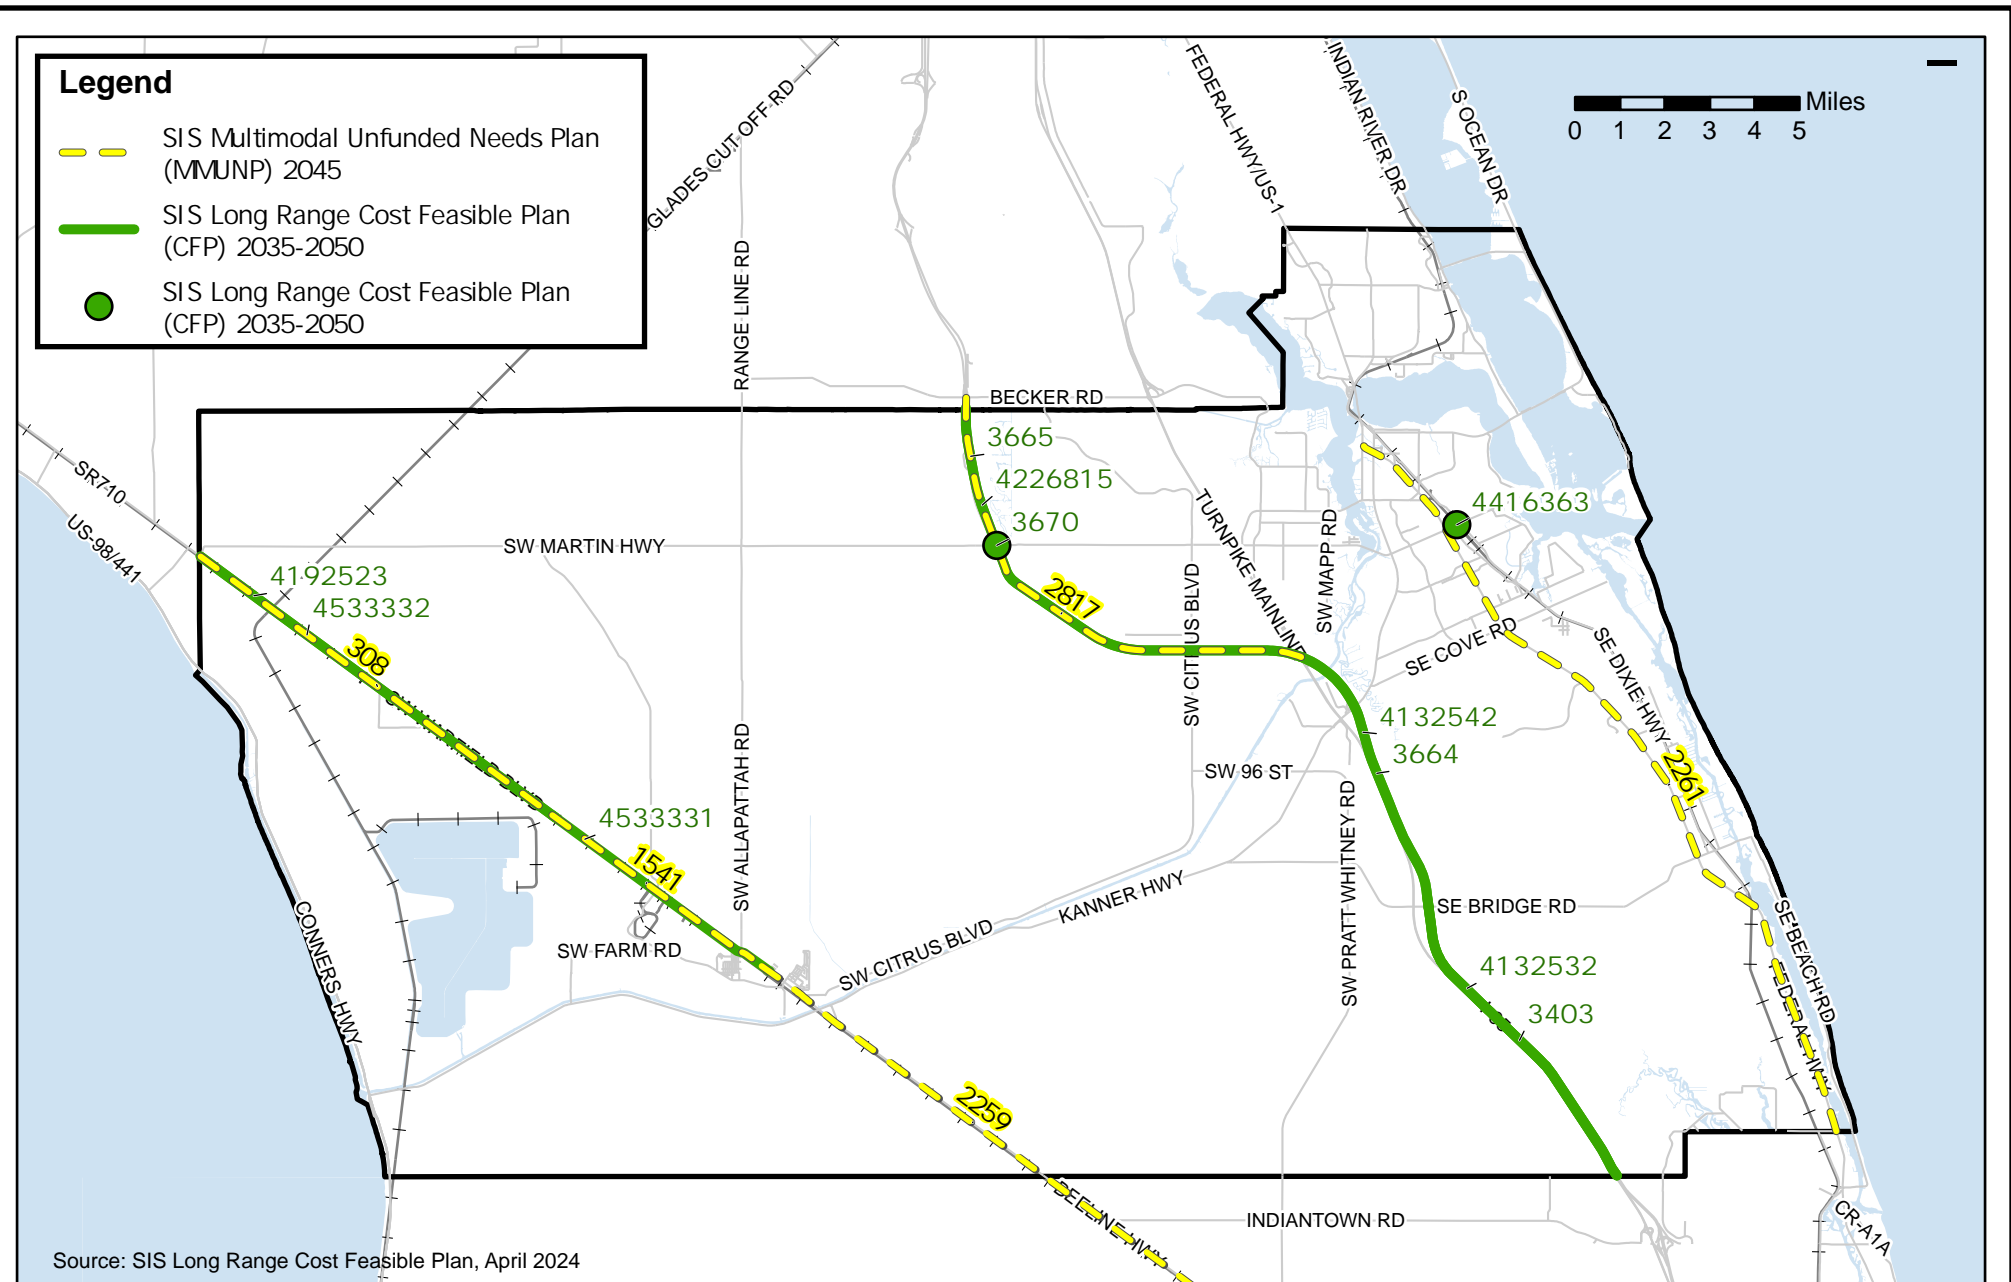 Legend
SIS Multimodal Unfunded Needs Plan
(MMUNP) 2045
SIS Long Range Cost Feasible Plan
(CFP) 2035-2050
SIS Long Range Cost Feasible Plan
(CFP) 2035-2050
Miles
0 1 2 3 4 5
GLADES CUT-OFF RD
FEDERAL HWY/US-1
INDIAN RIVER DR
S OCEAN DR
RANGE LINE RD
BECKER RD
3665
4226815
3670
4416363
SR710
US-98/441
SW MARTIN HWY
4192523
4533332
308
2817
SW CITRUS BLVD
TURNPIKE MAINLINE
SW MAPP RD
SE COVE RD
SE DIXIE HWY
4132542
3664
SW 96 ST
2261
4533331
1541
SW ALLAPATTAH RD
SW PRATT WHITNEY RD
KANNER HWY
SE BRIDGE RD
SW CITRUS BLVD
SW FARM RD
CONNERS HWY
SE BEACH RD
FEDERAL HWY
4132532
3403
2259
BEELINE HWY
INDIANTOWN RD
CR-A1A
Source: SIS Long Range Cost Feasible Plan, April 2024